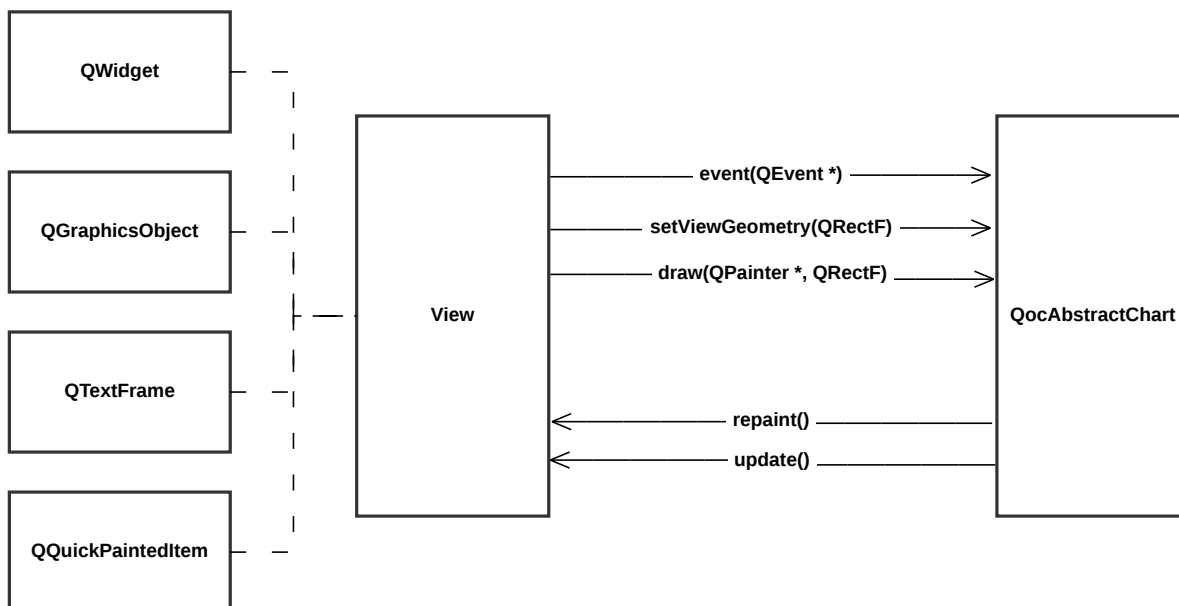 QWidget
QGraphicsObject
QTextFrame
QQuickPaintedItem
View
event(QEvent *)
setViewGeometry(QRectF)
draw(QPainter *, QRectF)
repaint()
update()
QocAbstractChart